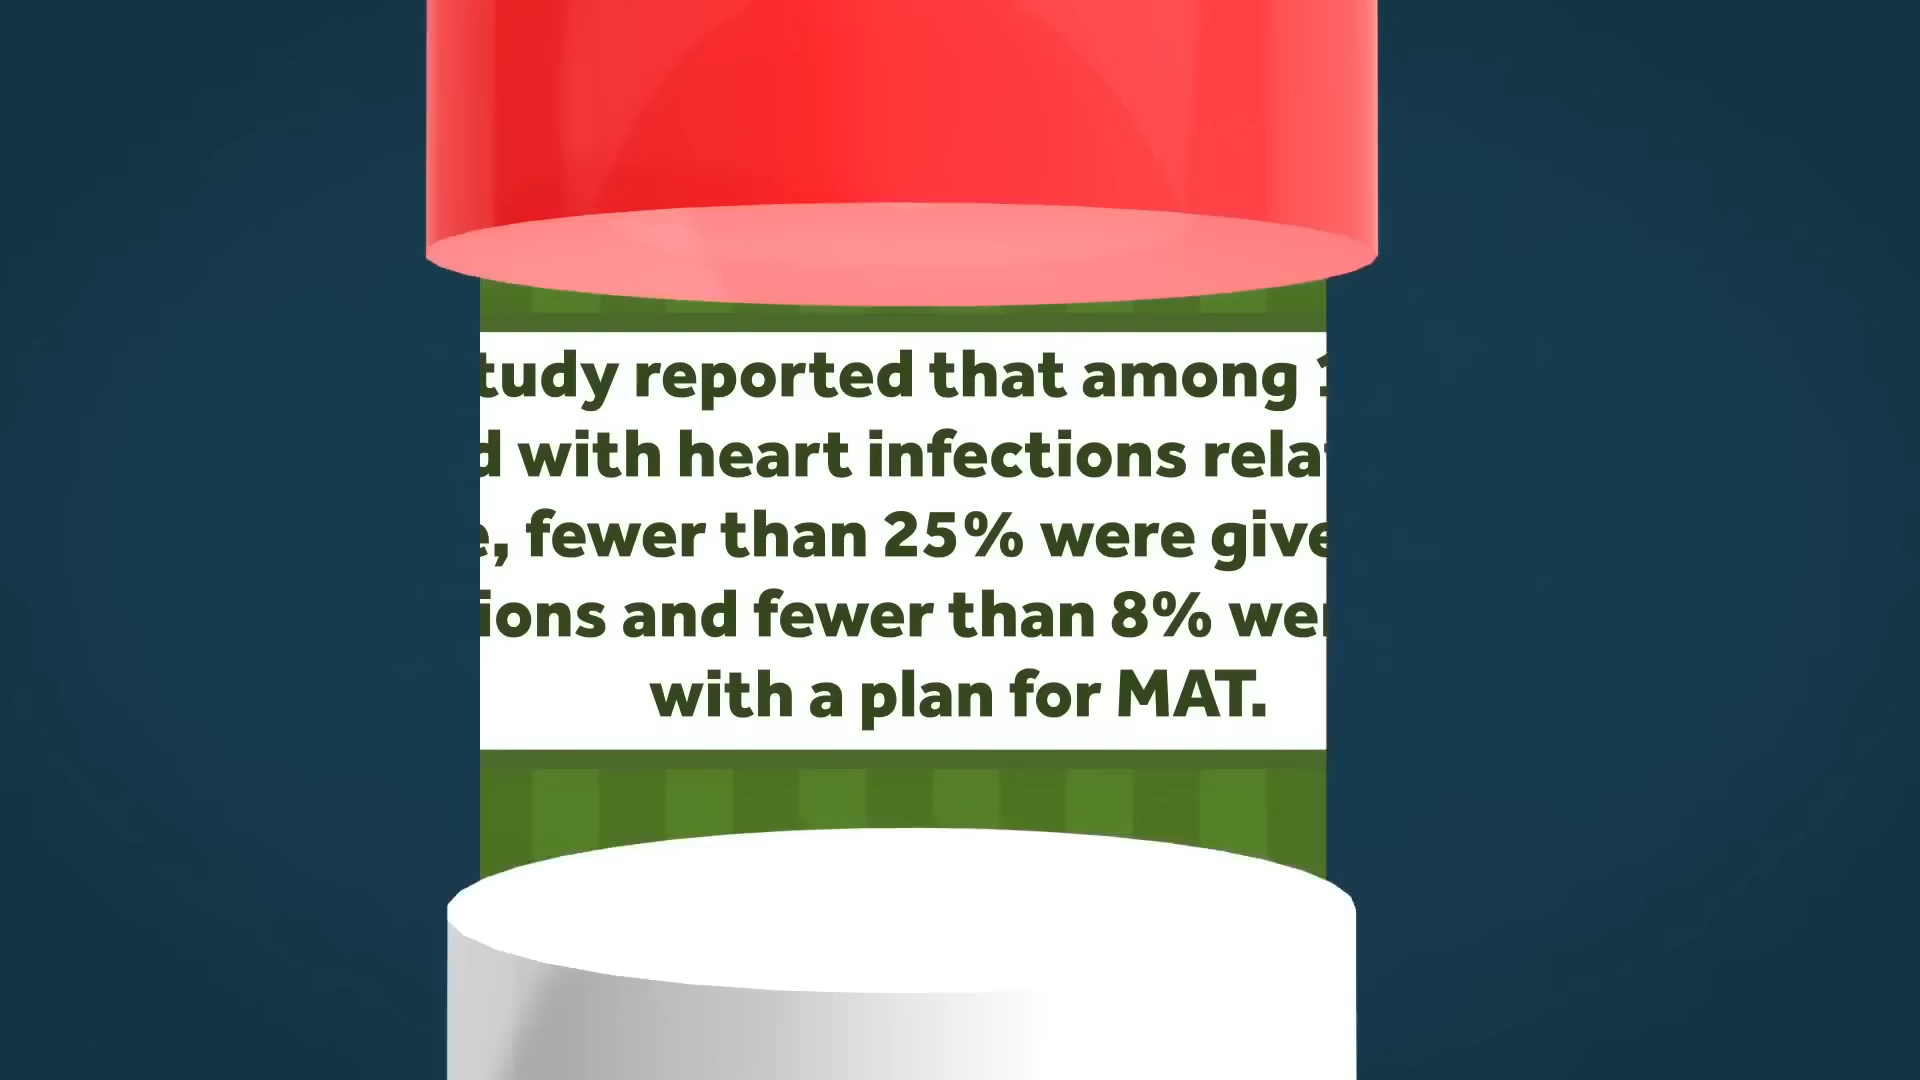 tudy reported that among
d with heart infections rela
e, fewer than 25% were give
ions and fewer than 8% wer
with a plan for MAT.